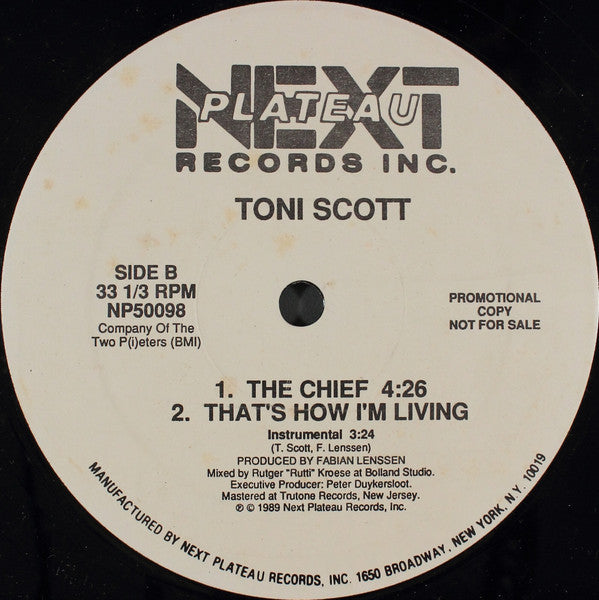 NEXT
PLATEAU
RECORDS INC.
TONI SCOTT
SIDE B
33 1/3 RPM
NP50098
Company Of The
Two P(i)eters (BMI)
PROMOTIONAL
COPY
NOT FOR SALE
1. THE CHIEF 4:26
2. THAT'S HOW I'M LIVING
Instrumental 3:24
(T. Scott, F. Lenssen)
PRODUCED BY FABIAN LENSSEN
Mixed by Rutger "Rutti" Kroese at Bolland Studio.
Executive Producer: Peter Duykersloot.
Mastered at Trutone Records, New Jersey.
℗ © 1989 Next Plateau Records, Inc.
MANUFACTURED BY NEXT PLATEAU RECORDS, INC. 1650 BROADWAY, NEW YORK, N.Y. 10019